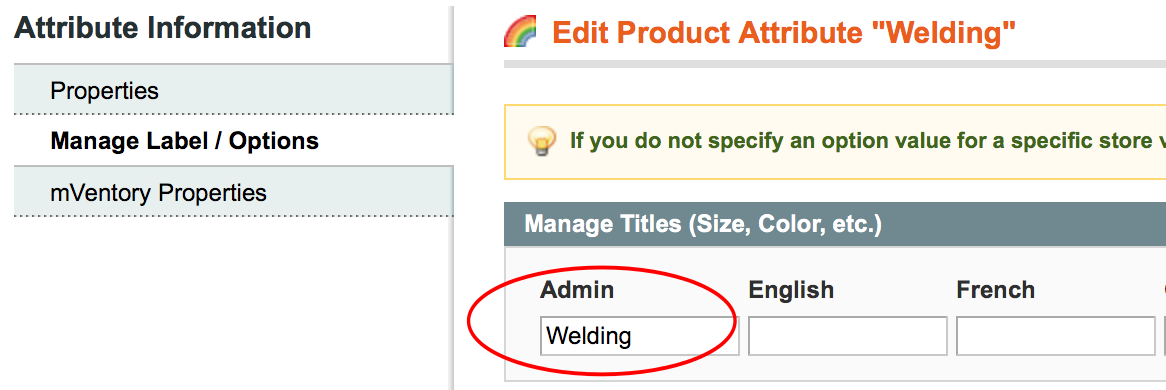 Attribute Information
Properties
Manage Label / Options
mVentory Properties
Edit Product Attribute "Welding"
If you do not specify an option value for a specific store
Manage Titles (Size, Color, etc.)
Admin English French
Welding